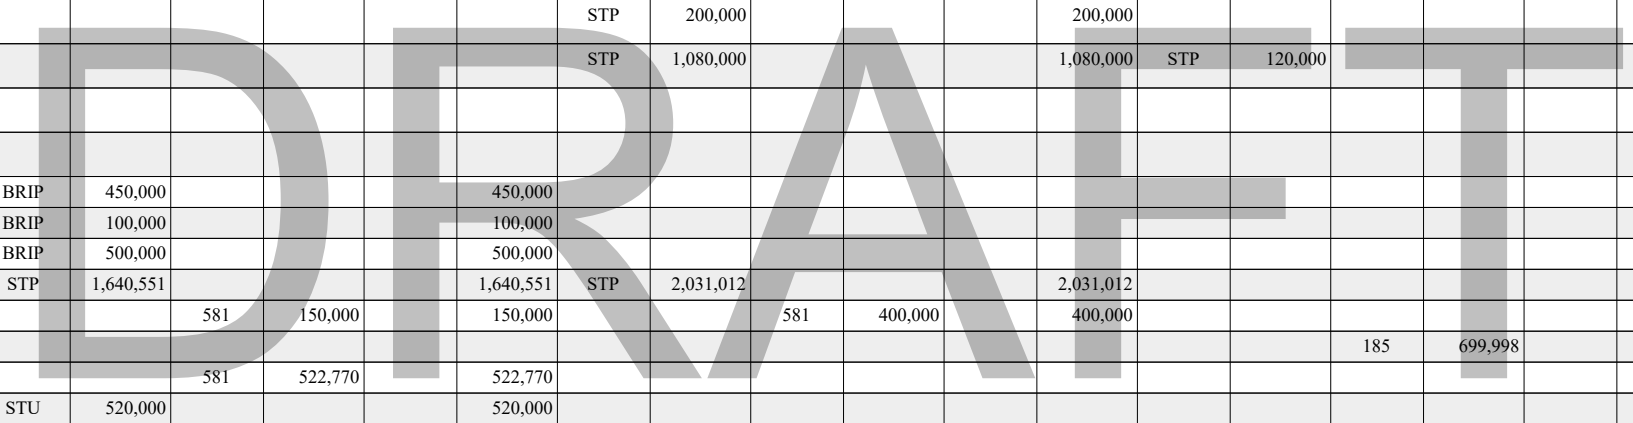 STP 200,000 200,000
STP 1,080,000 1,080,000 STP 120,000
BRIP 450,000 450,000
BRIP 100,000 100,000
BRIP 500,000 500,000
STP 1,640,551 1,640,551 STP 2,031,012 2,031,012
581 150,000 150,000 581 400,000 400,000
185 699,998
581 522,770 522,770
STU 520,000 520,000
DRAFT